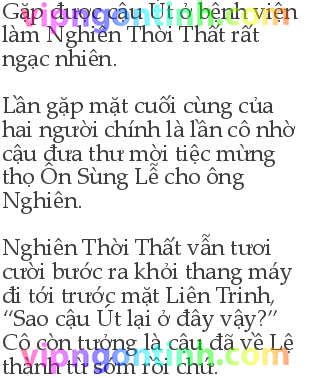 Gặp được cậu Út ở bệnh viện
làm Nghiên Thời Thất rất
ngạc nhiên.
Lần gặp mặt cuối cùng của
hai người chính là lần cô nhờ
cậu đưa thư mời tiệc mừng
thọ Ôn Sùng Lễ cho ông
Nghiên.
Nghiên Thời Thất vẫn tươi
cười bước ra khỏi thang máy
đi tới trước mặt Liên Trinh,
“Sao cậu Út lại ở đây vậy?”
Cô còn tưởng là cậu đã về Lệ
thành từ sớm rồi chứ.
vipngontinh.com
vipngontinh.com